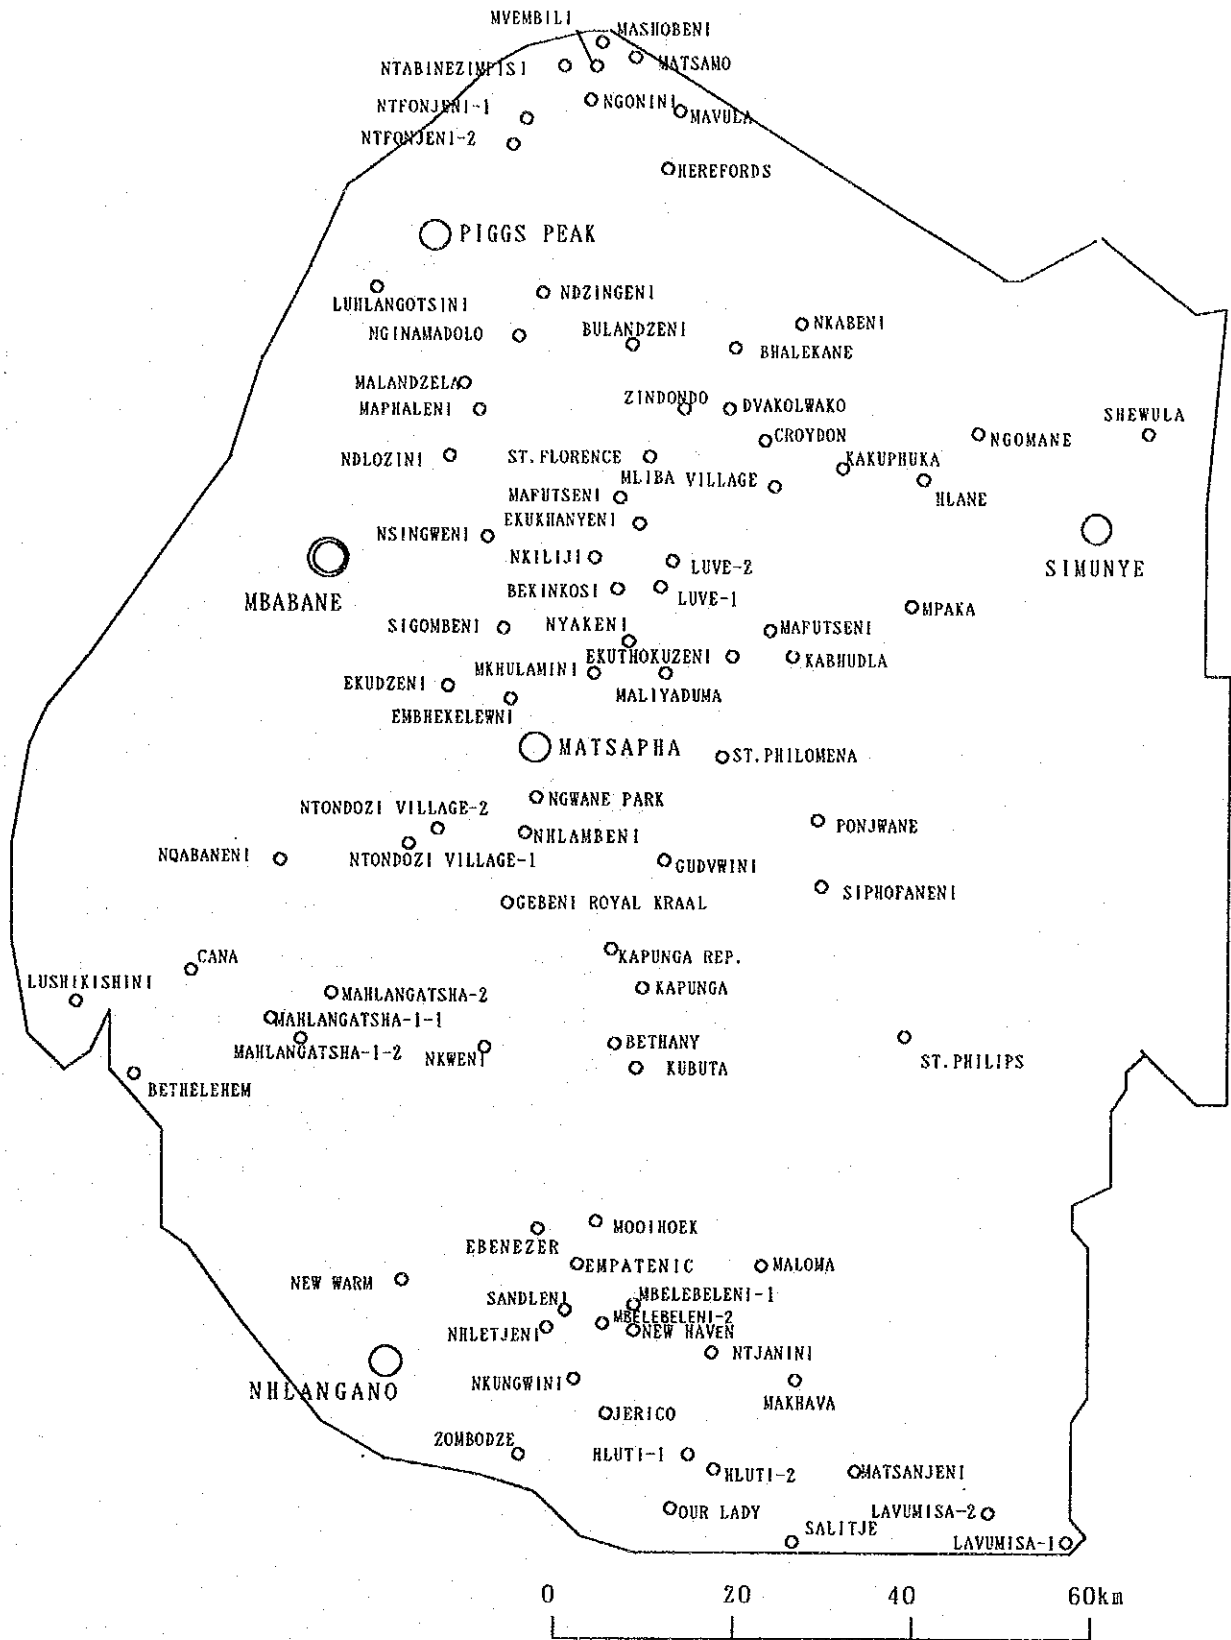 MVEMBILI
MASHOBENI
NTABINEZIMPISI
MATSAMO
NTFONJENI-1
NGONINI
MAVULA
NTFONJENI-2
HEREFORDS
PIGGS PEAK
LUHLANGOTSINI
NDZINGENI
NGINAMADOLO
BULANDZENI
NKABENI
BHALEKANE
MALANDZELA
MAPHALENI
ZINDONDO
DVAKOLWAKO
SHEWULA
CROYDON
NGOMANE
NDLOZINI
ST.FLORENCE
KAKUPHUKA
MLIBA VILLAGE
HLANE
MAFUTSENI
EKUKHANYENI
NSINGWENI
NKILIJI
LUVE-2
SIMUNYE
MBABANE
BEKINKOSI
LUVE-1
MPAKA
SIGOMBENI
NYAKENI
MAFUTSENI
EKUTHOKUZENI
KABHUDLA
MKHULAMINI
EKUDZENI
MALIYADUMA
EMBHEKELEWNI
MATSAPHA
ST.PHILOMENA
NGWANE PARK
NTONDOZI VILLAGE-2
PONJWANE
NHLAMBENI
NQABANENI
NTONDOZI VILLAGE-1
GUDVWINI
SIPHOFANENI
GEBENI ROYAL KRAAL
CANA
KAPUNGA REP.
LUSHIKISHINI
MAHLANGATSHA-2
KAPUNGA
MAHLANGATSHA-1-1
MAHLANGATSHA-1-2
NKWENI
BETHANY
ST.PHILIPS
KUBUTA
BETHELEHEM
MOOIHOEK
EBENEZER
EMPATENIC
MALOMA
NEW WARM
MBELEBELENI-1
SANDLENI
MBELEBELENI-2
NHLETJENI
NEW HAVEN
NTJANINI
NKUNGWINI
NHLANGANO
MAKHAVA
JERICO
ZOMBODZE
HLUTI-1
HLUTI-2
MATSANJENI
OUR LADY
LAVUMISA-2
SALITJE
LAVUMISA-1
0 20 40 60km